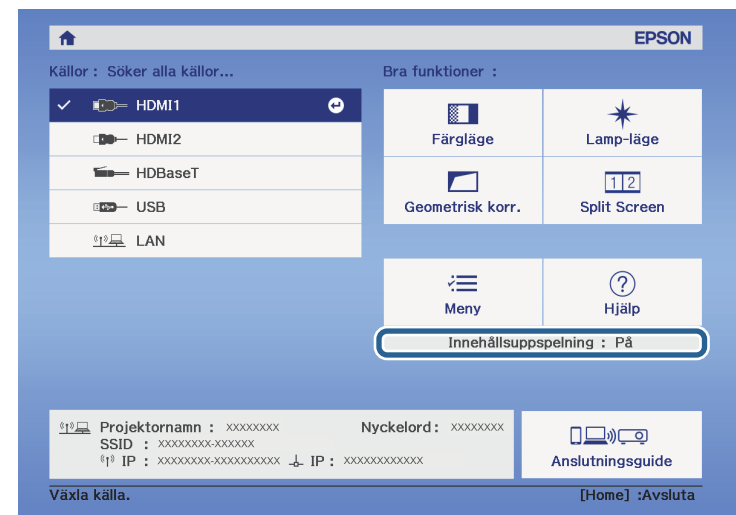 EPSON
Källor : Söker alla källor...
Bra funktioner :
HDMI1
HDMI2
HDBaseT
USB
LAN
Färgläge
Lamp-läge
1 2
Geometrisk korr.
Split Screen
Meny
? 
Hjälp
Innehållsuppspelning : På
Projektornamn : xxxxxxxx
Nyckelord : xxxxxxxx
SSID : xxxxxxxx-xxxxxx
IP : xxxxxxxx-xxxxxxxxxx IP : xxxxxxxxxxxx
Anslutningsguide
Växla källa.
[Home] :Avsluta